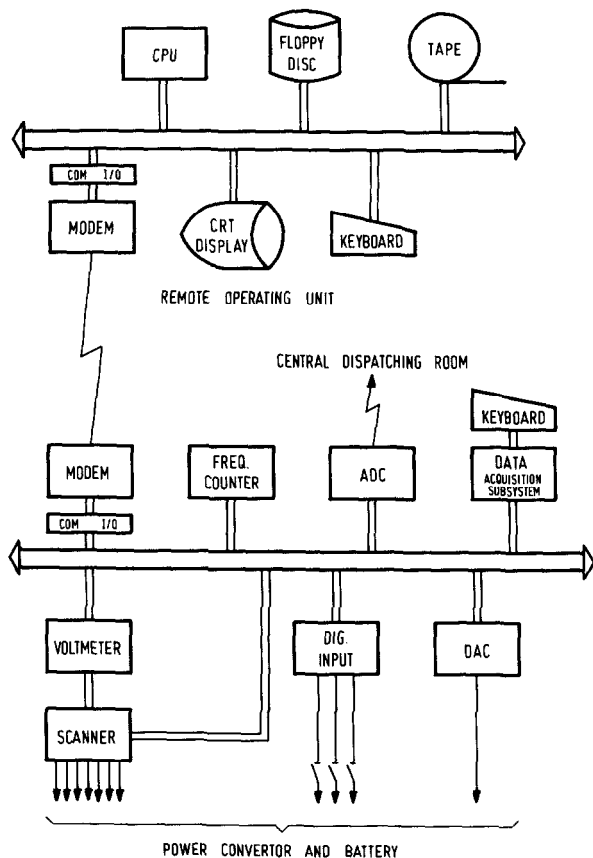 CPU
FLOPPY
DISC
TAPE
COM I/O
MODEM
CRT
DISPLAY
KEYBOARD
REMOTE OPERATING UNIT
CENTRAL DISPATCHING ROOM
KEYBOARD
MODEM
FREQ.
COUNTER
ADC
DATA
ACQUISITION
SUBSYSTEM
COM I/O
VOLTMETER
DIG.
INPUT
DAC
SCANNER
POWER CONVERTOR AND BATTERY